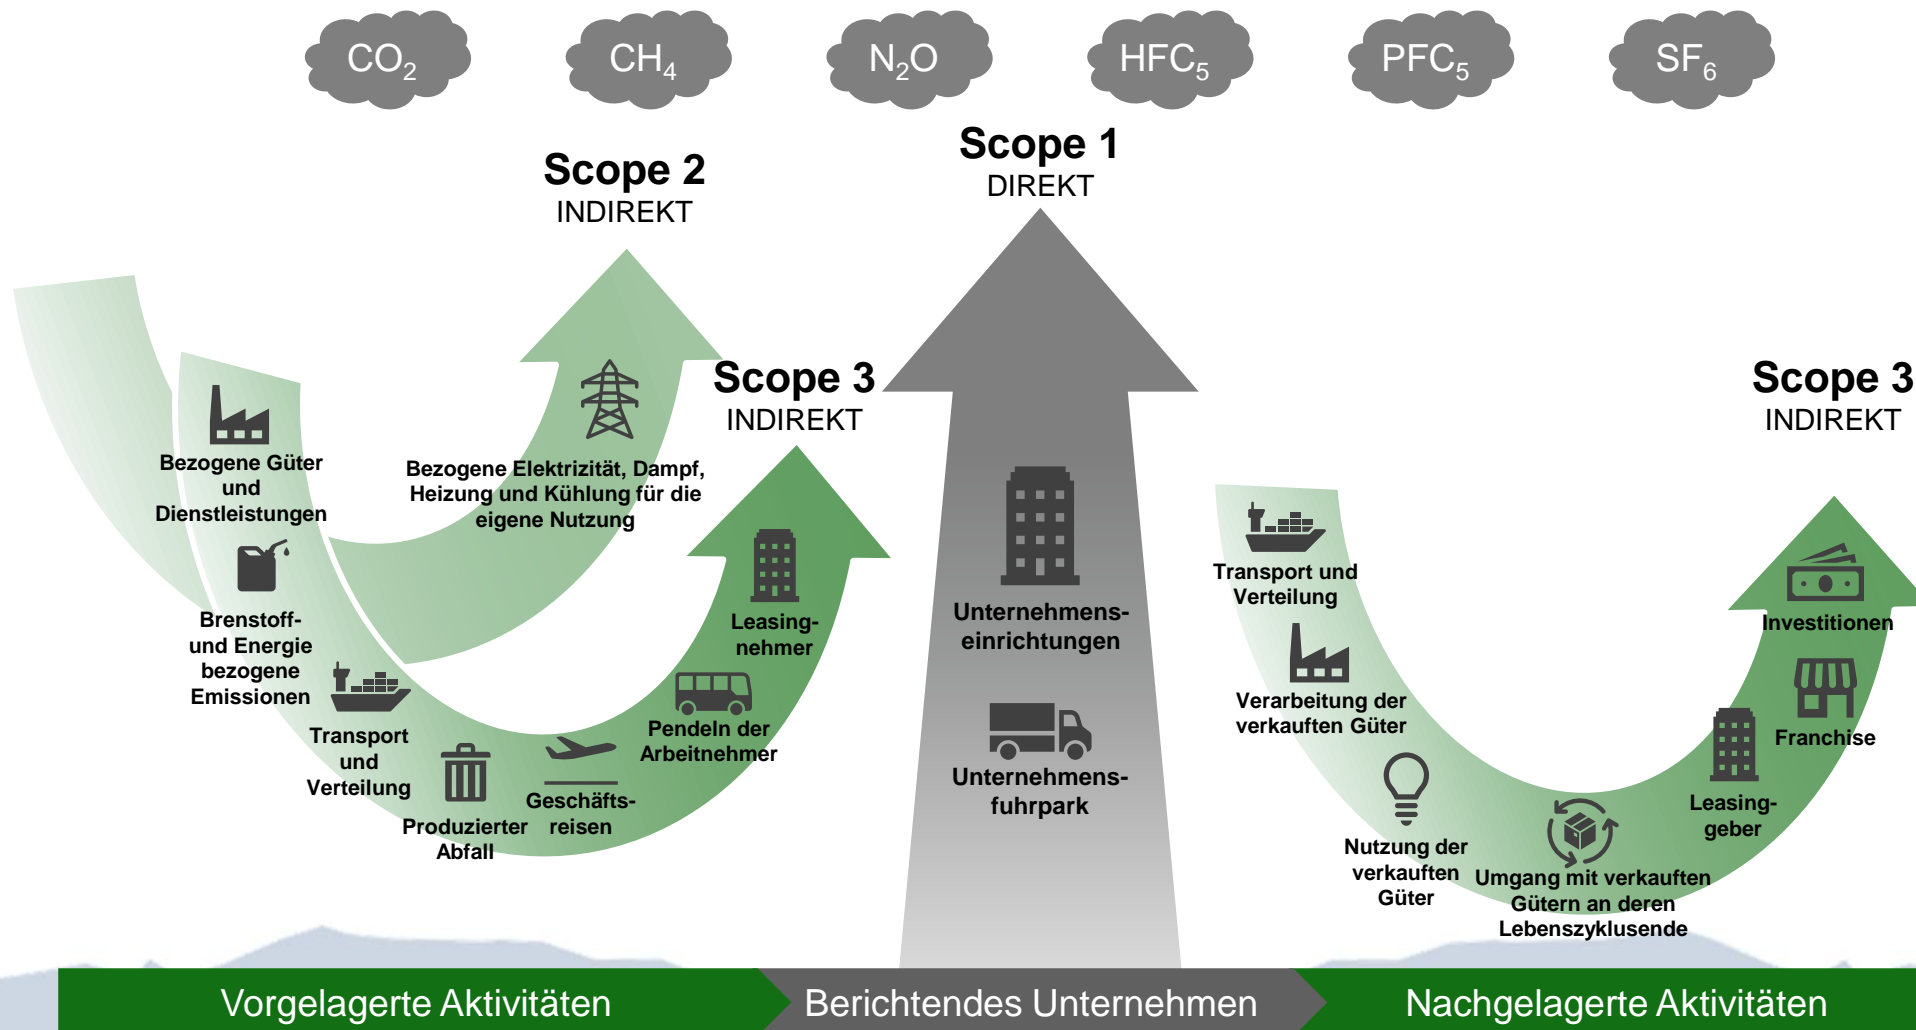 CO₂
CH₄
N₂O
HFC₅
PFC₅
SF₆
Scope 2
INDIREKT
Scope 1
DIREKT
Scope 3
INDIREKT
Scope 3
INDIREKT
Bezogene Güter
und
Dienstleistungen
Bezogene Elektrizität, Dampf,
Heizung und Kühlung für die
eigene Nutzung
Brenstoff-
und Energie
bezogene
Emissionen
Transport
und
Verteilung
Produzierter
Abfall
Geschäfts-
reisen
Pendeln der
Arbeitnehmer
Leasing-
nehmer
Unternehmens-
einrichtungen
Unternehmens-
fuhrpark
Transport und
Verteilung
Verarbeitung der
verkauften Güter
Nutzung der
verkauften
Güter
Umgang mit verkauften
Gütern an deren
Lebenszyklusende
Leasing-
geber
Franchise
Investitionen
Vorgelagerte Aktivitäten
Berichtendes Unternehmen
Nachgelagerte Aktivitäten